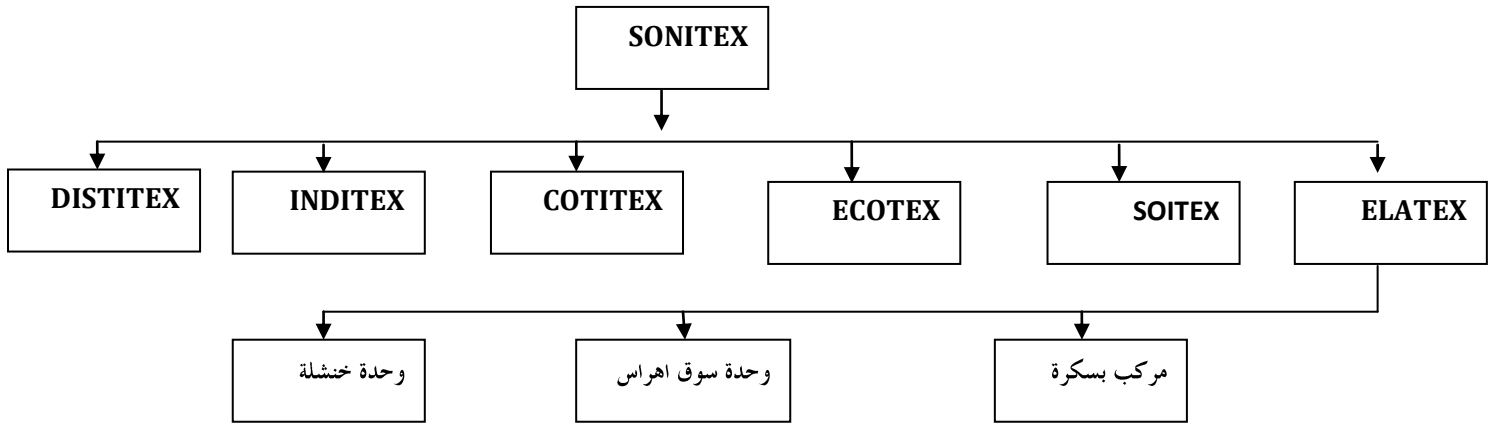 SONITEX
DISTITEX
INDITEX
COTITEX
ECOTEX
SOITEX
ELATEX
وحدة خنشلة
وحدة سوق اهراس
مركب بسكرة